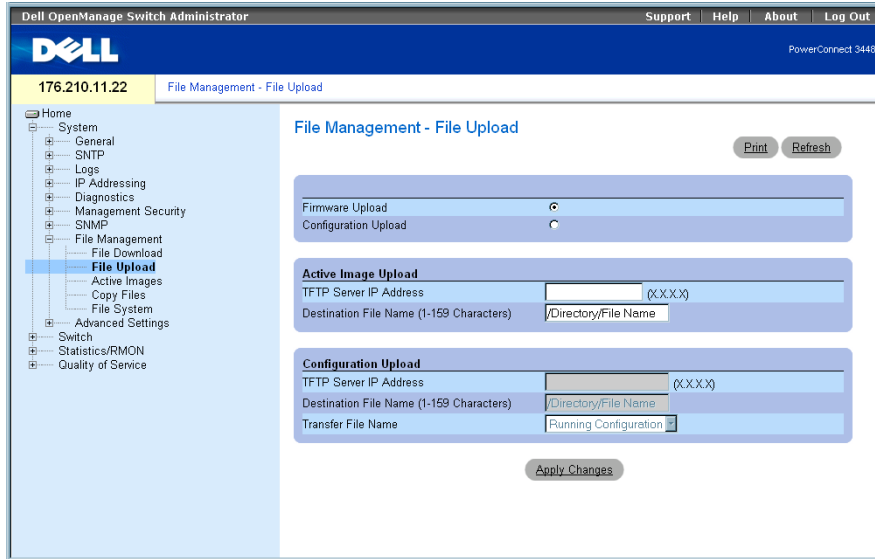 Dell OpenManage Switch Administrator
Support Help About Log Out
DELL
PowerConnect 3448
176.210.11.22
File Management - File Upload
Home
System
General
SNTP
Logs
IP Addressing
Diagnostics
Management Security
SNMP
File Management
File Download
File Upload
Active Images
Copy Files
File System
Advanced Settings
Switch
Statistics/RMON
Quality of Service
File Management - File Upload
Print Refresh
Firmware Upload
Configuration Upload
Active Image Upload
TFTP Server IP Address (X.X.X.X)
Destination File Name (1-159 Characters) /Directory/File Name
Configuration Upload
TFTP Server IP Address (X.X.X.X)
Destination File Name (1-159 Characters) /Directory/File Name
Transfer File Name Running Configuration
Apply Changes